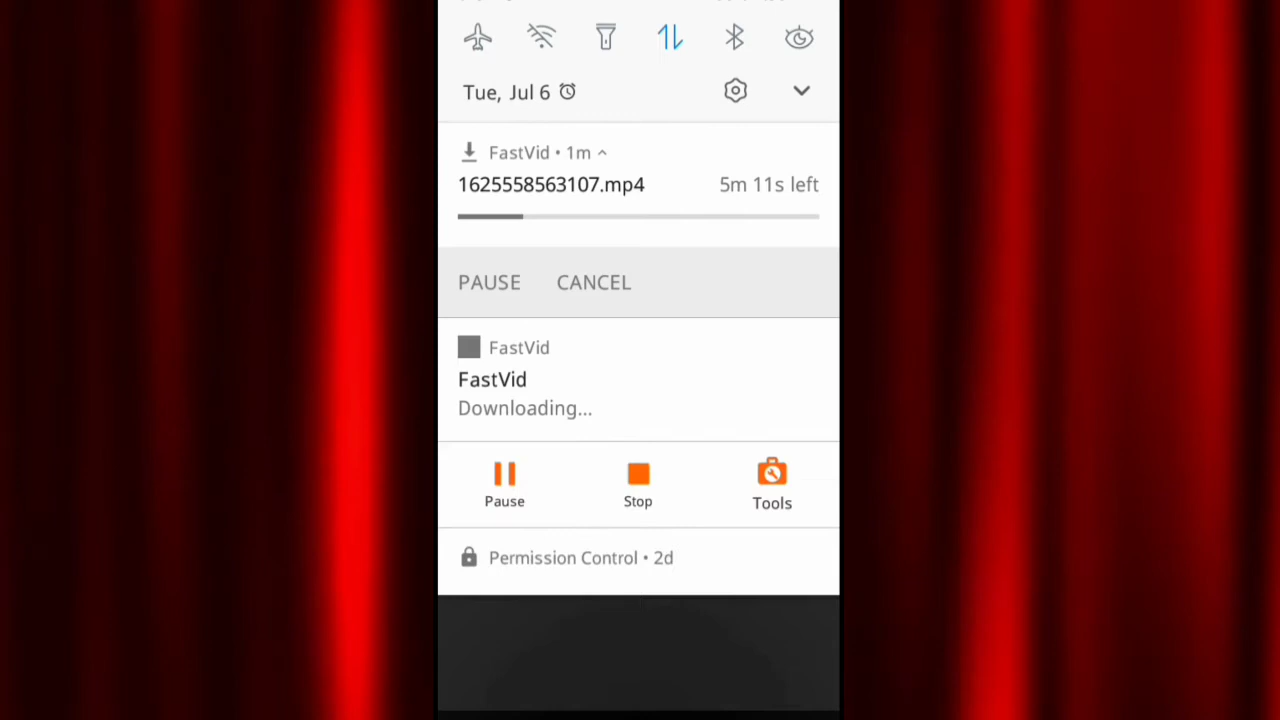 Tue, Jul 6
FastVid • 1m
1625558563107.mp4 5m 11s left
PAUSE CANCEL
FastVid
FastVid
Downloading...
Pause Stop Tools
Permission Control • 2d